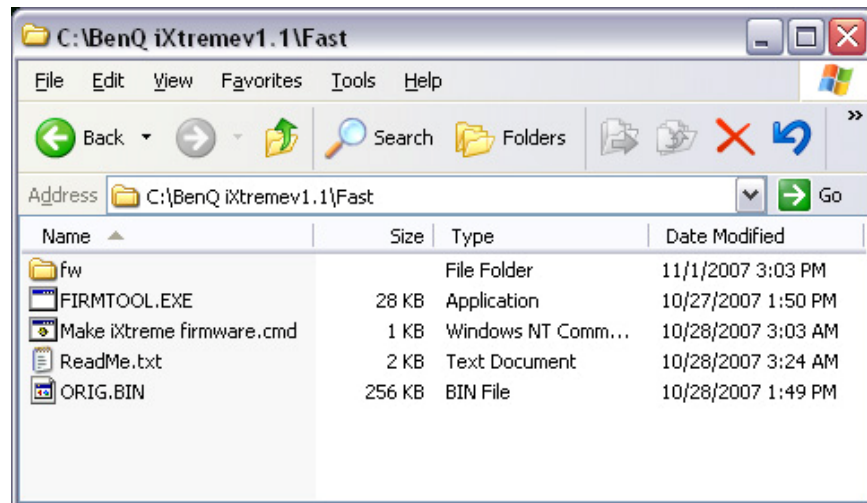 C:\BenQ iXtremev1.1\Fast
File Edit View Favorites Tools Help
Back Search Folders »
Address C:\BenQ iXtremev1.1\Fast Go
Name Size Type Date Modified
fw File Folder 11/1/2007 3:03 PM
FIRMTOOL.EXE 28 KB Application 10/27/2007 1:50 PM
Make iXtreme firmware.cmd 1 KB Windows NT Comm... 10/28/2007 3:03 AM
ReadMe.txt 2 KB Text Document 10/28/2007 3:24 AM
ORIG.BIN 256 KB BIN File 10/28/2007 1:49 PM